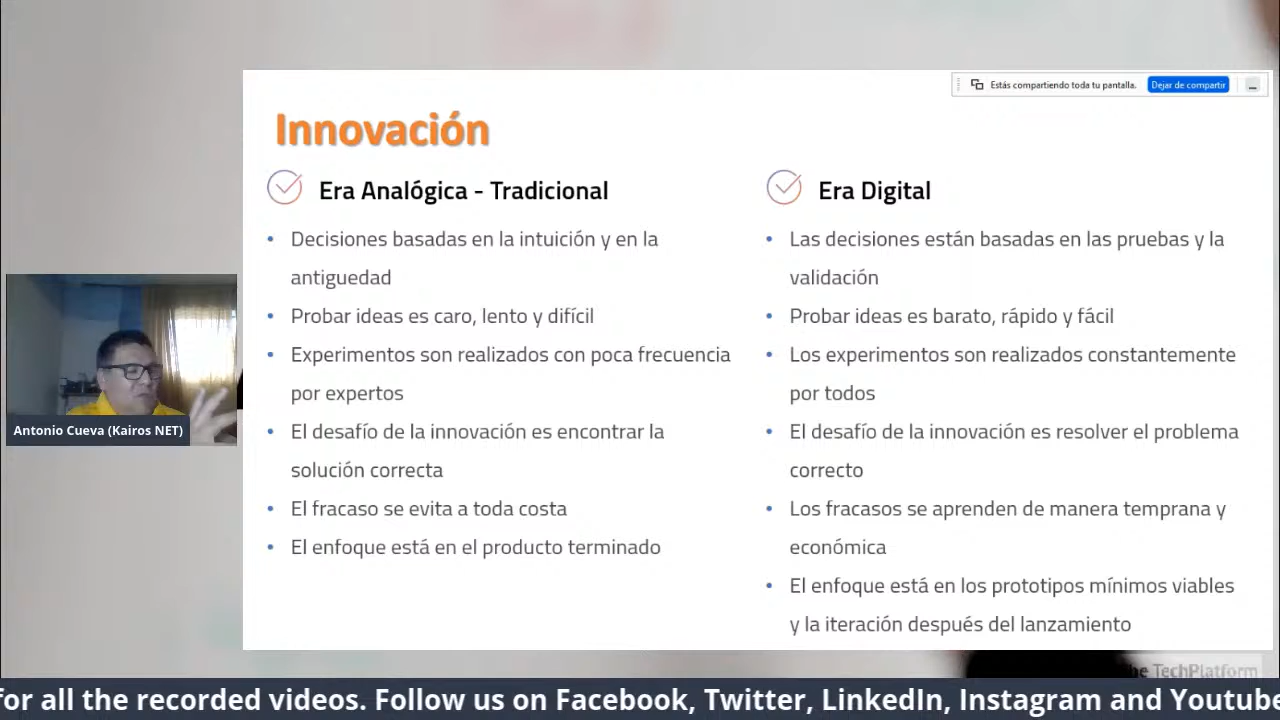 Estás compartiendo toda tu pantalla.
Dejar de compartir
Innovación
Era Analógica - Tradicional
Decisiones basadas en la intuición y en la
antiguedad
Probar ideas es caro, lento y difícil
Experimentos son realizados con poca frecuencia
por expertos
El desafío de la innovación es encontrar la
solución correcta
El fracaso se evita a toda costa
El enfoque está en el producto terminado
Era Digital
Las decisiones están basadas en las pruebas y la
validación
Probar ideas es barato, rápido y fácil
Los experimentos son realizados constantemente
por todos
El desafío de la innovación es resolver el problema
correcto
Los fracasos se aprenden de manera temprana y
económica
El enfoque está en los prototipos mínimos viables
y la iteración después del lanzamiento
Antonio Cueva (Kairos NET)
he TechPlatform
for all the recorded videos. Follow us on Facebook, Twitter, LinkedIn, Instagram and Youtube